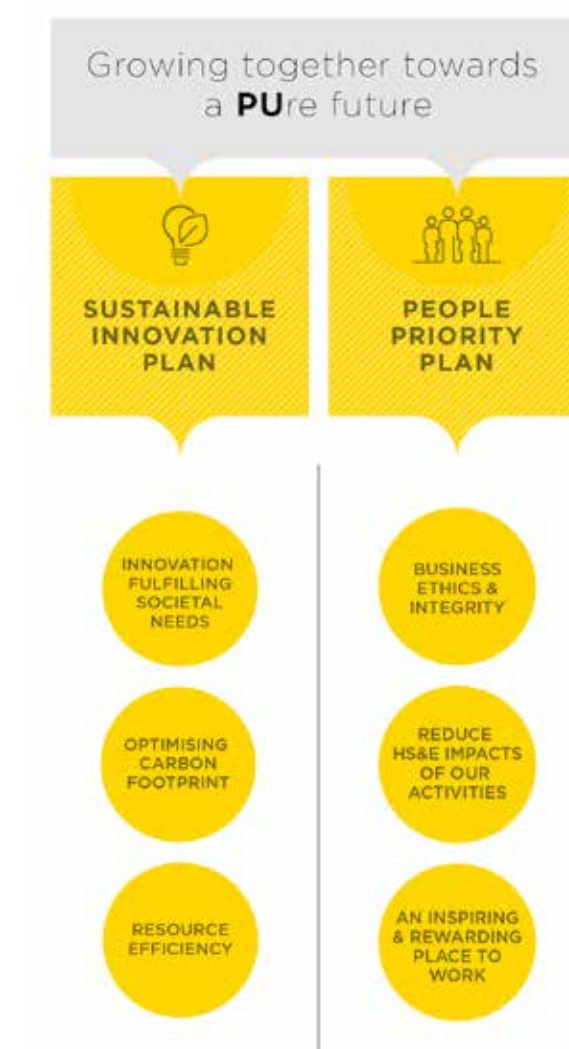 Growing together towards
a PUre future
SUSTAINABLE
INNOVATION
PLAN
INNOVATION
FULFILLING
SOCIETAL
NEEDS
OPTIMISING
CARBON
FOOTPRINT
RESOURCE
EFFICIENCY
PEOPLE
PRIORITY
PLAN
BUSINESS
ETHICS &
INTEGRITY
REDUCE
HS&E IMPACTS
OF OUR
ACTIVITIES
AN INSPIRING
& REWARDING
PLACE TO
WORK